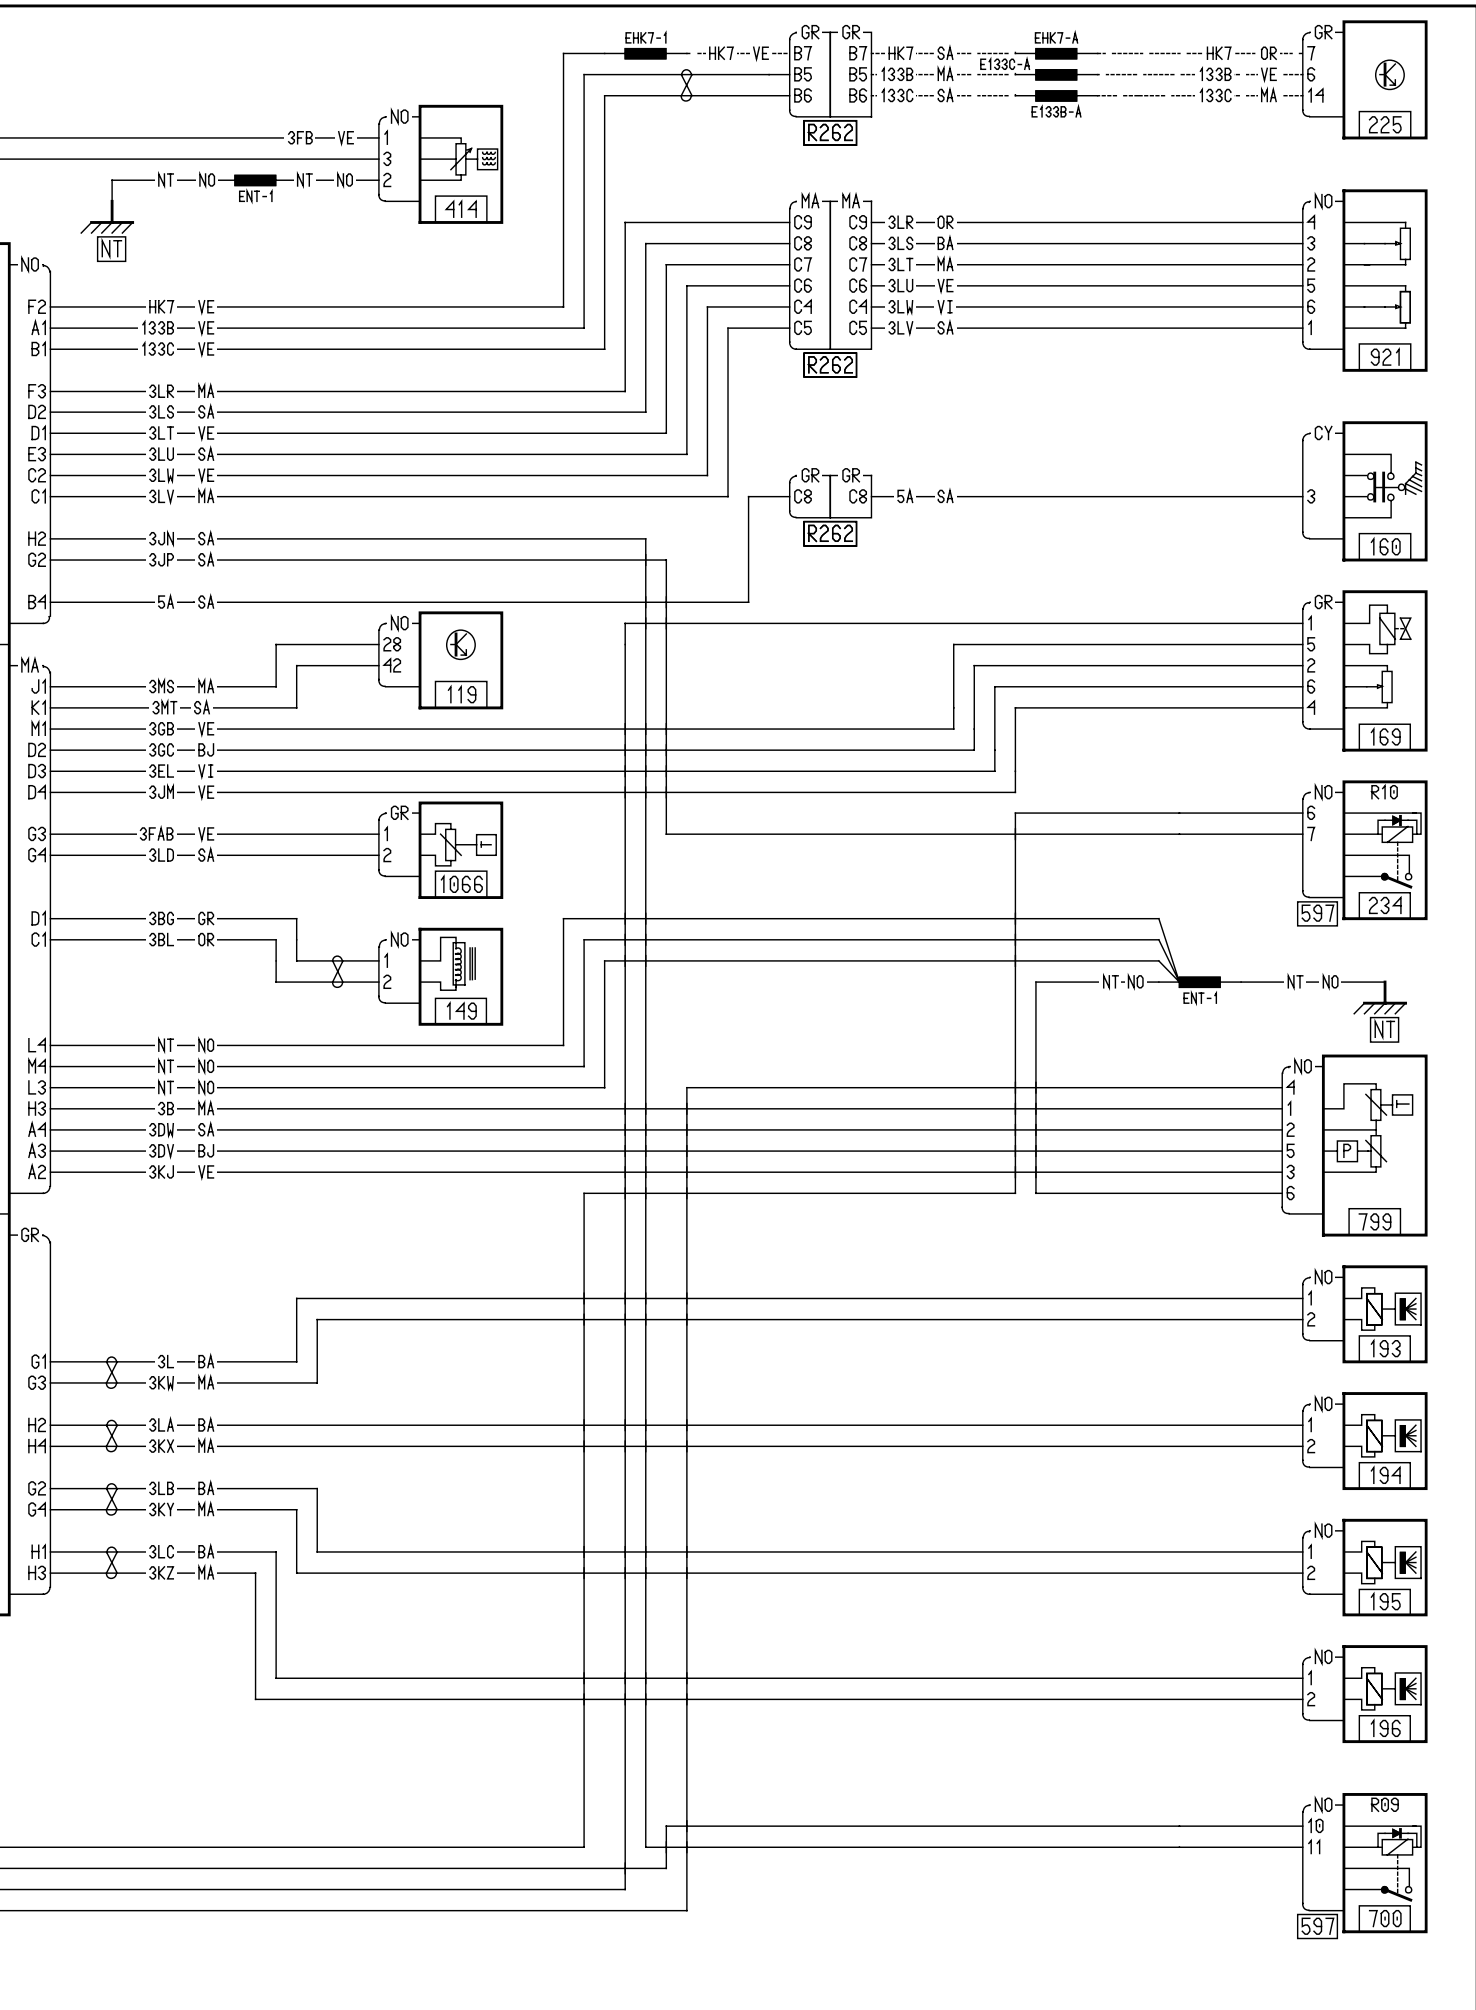 EHK7-1 GR GR EHK7-A GR
HK7 VE B7 B7 HK7 SA HK7 OR 7
E133C-A
B5 B5 133B MA 133B VE 6
B6 B6 133C SA 133C MA 14
E133B-A
R262 225
NO
3FB VE 1
3
NT NO NT NO 2
ENT-1
414
NT
MA MA NO
C9 C9 3LR OR 4
C8 C8 3LS BA 3
C7 C7 3LT MA 2
C6 C6 3LU VE 5
C4 C4 3LW VI 6
C5 C5 3LV SA 1
R262 921
NO
F2 HK7 VE
A1 133B VE
B1 133C VE
F3 3LR MA
D2 3LS SA
D1 3LT VE
E3 3LU SA
C2 3LW VE
C1 3LV MA
CY
GR GR
C8 C8 5A SA 3
R262 160
H2 3JN SA
G2 3JP SA
B4 5A SA
NO
28
42
119
GR
1
5
2
6
4
169
MA
J1 3MS MA
K1 3MT SA
M1 3GB VE
D2 3GC BJ
D3 3EL VI
D4 3JM VE
G3 3FAB VE
G4 3LD SA
GR
1
2
T
1066
NO R10
6
7
597 234
D1 3BG GR
C1 3BL OR
NO
1
2
149
NT-NO NT NO
ENT-1
NT
L4 NT NO
M4 NT NO
L3 NT NO
H3 3B MA
A4 3DW SA
A3 3DV BJ
A2 3KJ VE
NO
4
1 T
2
5 P
3
6
799
GR
NO
1
2
193
G1 3L BA
G3 3KW MA
H2 3LA BA
H4 3KX MA
NO
1
2
194
G2 3LB BA
G4 3KY MA
H1 3LC BA
H3 3KZ MA
NO
1
2
195
NO
1
2
196
NO R09
10
11
597 700